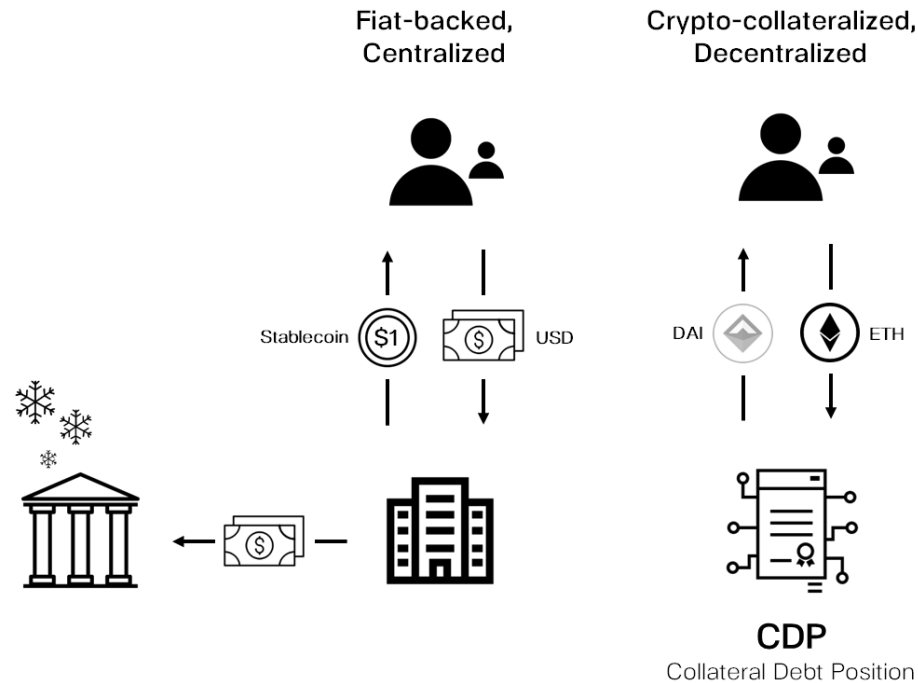 Fiat-backed,
Centralized
Crypto-collateralized,
Decentralized
Stablecoin
$1
$
USD
DAI
ETH
$
CDP
Collateral Debt Position